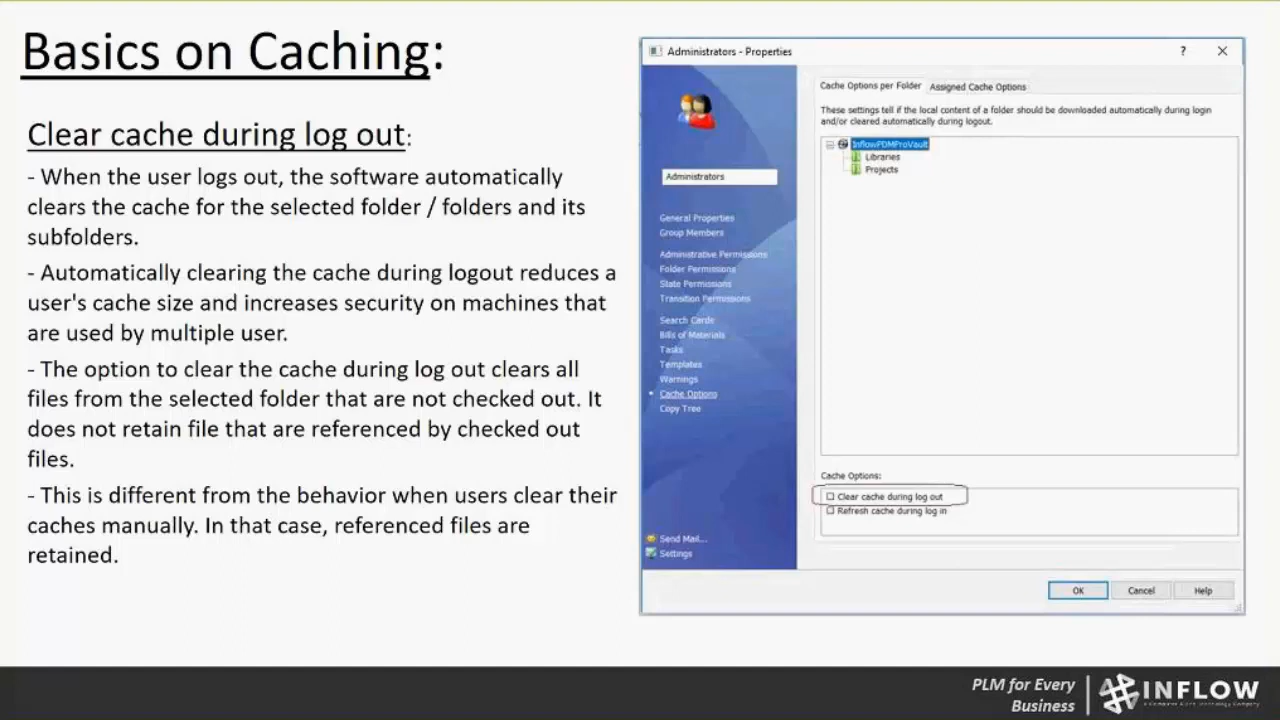 Basics on Caching:
Clear cache during log out:
- When the user logs out, the software automatically
clears the cache for the selected folder / folders and its
subfolders.
- Automatically clearing the cache during logout reduces a
user's cache size and increases security on machines that
are used by multiple user.
- The option to clear the cache during log out clears all
files from the selected folder that are not checked out. It
does not retain file that are referenced by checked out
files.
- This is different from the behavior when users clear their
caches manually. In that case, referenced files are
retained.
Administrators - Properties
?
Administrators
General Properties
Group Members
Administrative Permissions
Folder Permissions
State Permissions
Transition Permissions
Search Cards
Bills of Materials
Tasks
Templates
Warnings
Cache Options
Copy Tree
Send Mail...
Settings
Cache Options per Folder Assigned Cache Options
These settings tell if the local content of a folder should be downloaded automatically during login
and/or cleared automatically during logout.
InflowPDMProVault
Libraries
Projects
Cache Options:
Clear cache during log out
Refresh cache during log in
OK Cancel Help
PLM for Every
Business
INFLOW